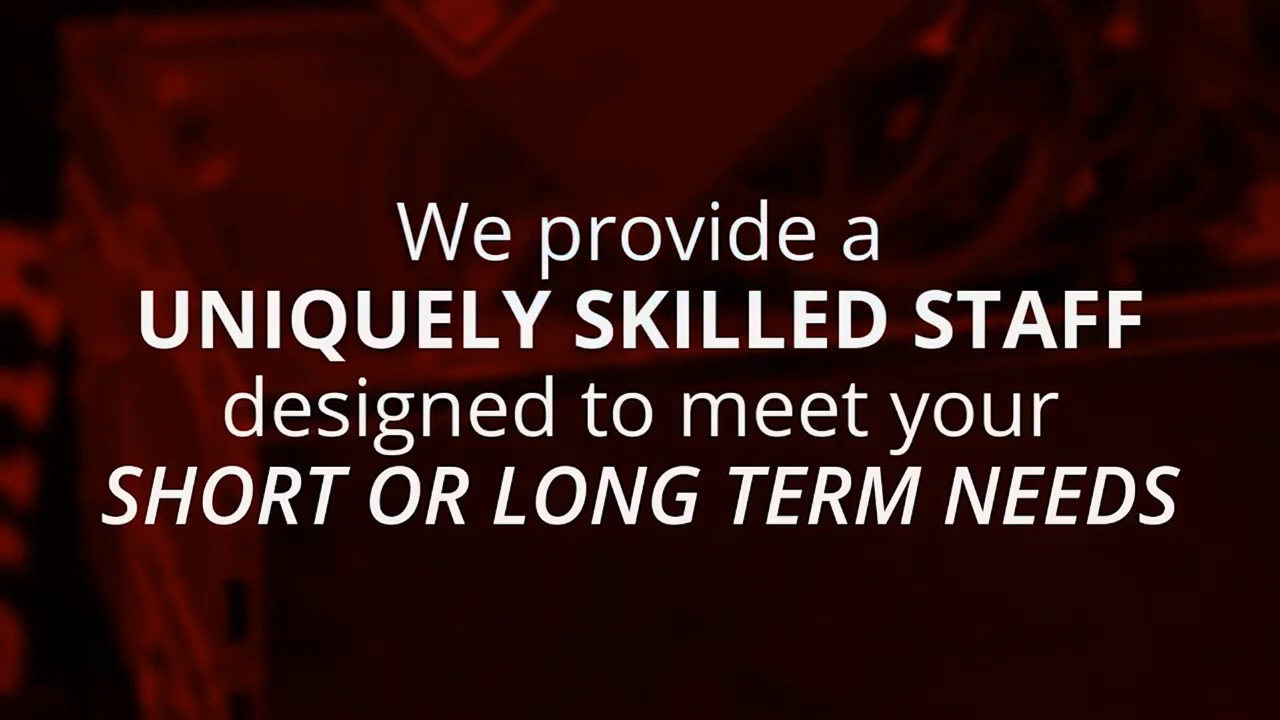 We provide a
UNIQUELY SKILLED STAFF
designed to meet your
SHORT OR LONG TERM NEEDS